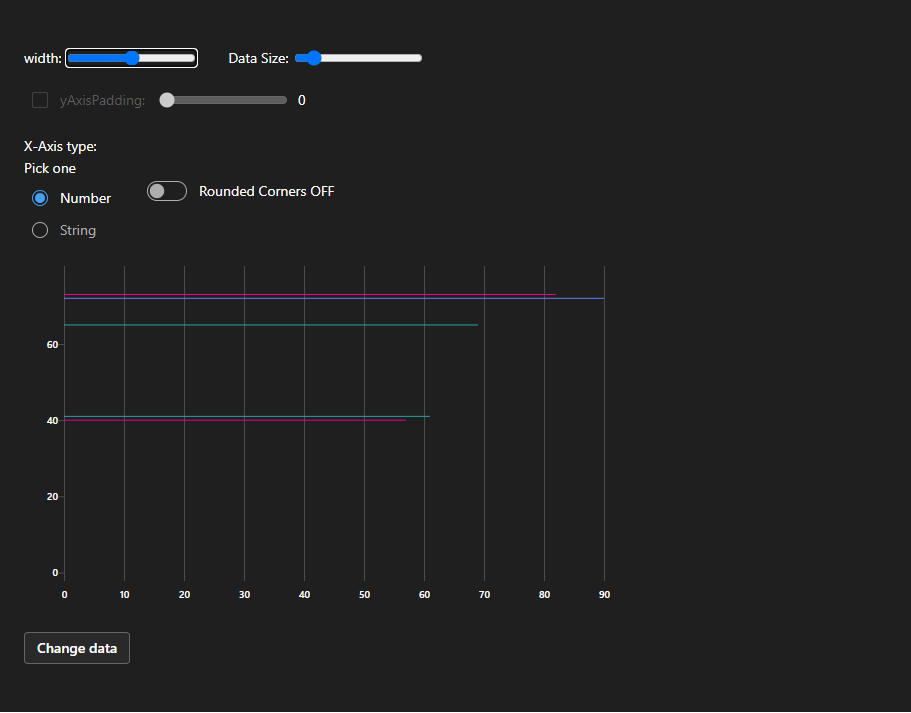 width: Data Size:
yAxisPadding: 0
X-Axis type:
Pick one
Number
Rounded Corners OFF
String
60
40
20
0
0 10 20 30 40 50 60 70 80 90
Change data